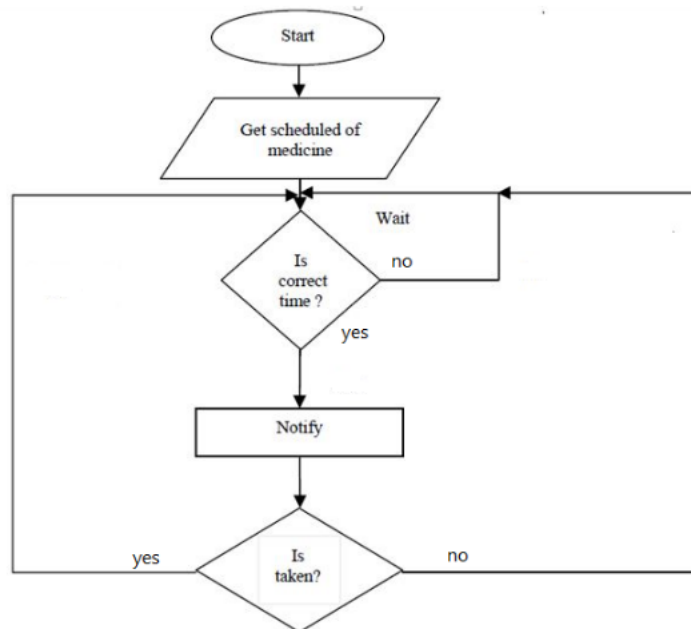 Start
Get scheduled of
medicine
Wait
Is
correct
time ?
no
yes
Notify
yes
Is
taken?
no